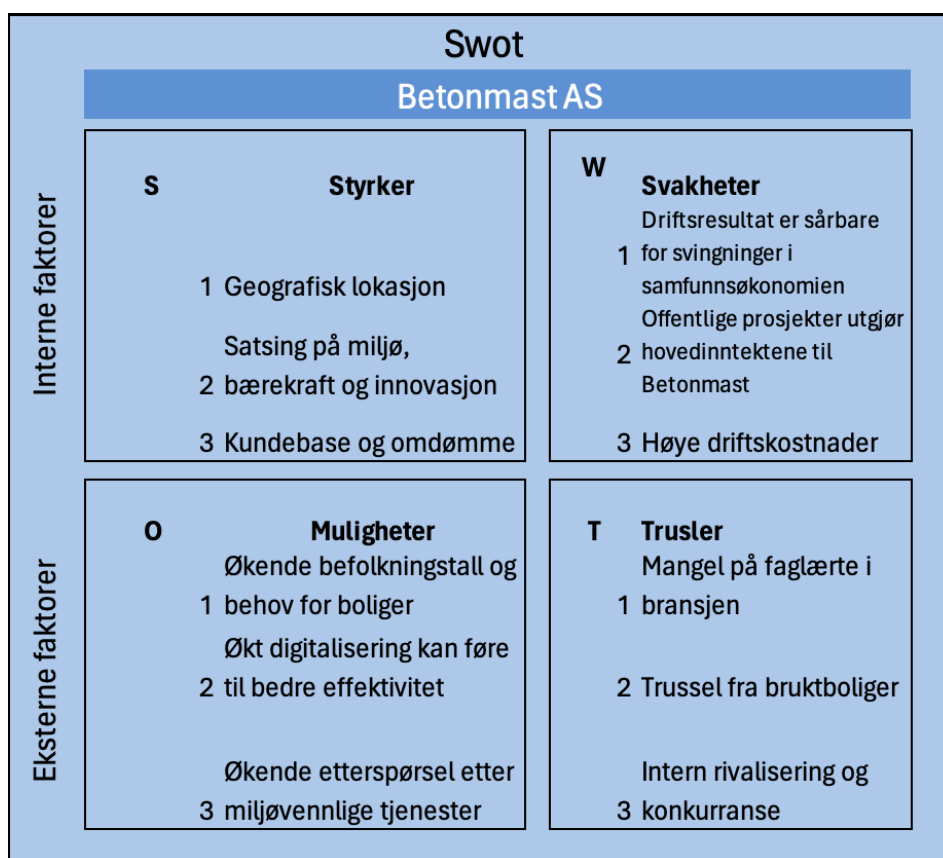 Swot
Betonmast AS
Interne faktorer
S Styrker
1 Geografisk lokasjon
Satsing på miljø,
2 bærekraft og innovasjon
3 Kundebase og omdømme
W
Svakheter
Driftsresultat er sårbare
1 for svingninger i
samfunnsøkonomien
Offentlige prosjekter utgjør
2 hovedinntektene til
Betonmast
3 Høye driftskostnader
Eksterne faktorer
O Muligheter
Økende befolkningstall og
1 behov for boliger
Økt digitalisering kan føre
2 til bedre effektivitet
Økende etterspørsel etter
3 miljøvennlige tjenester
T Trusler
Mangel på faglærte i
1 bransjen
2 Trussel fra bruktboliger
Intern rivalisering og
3 konkurranse